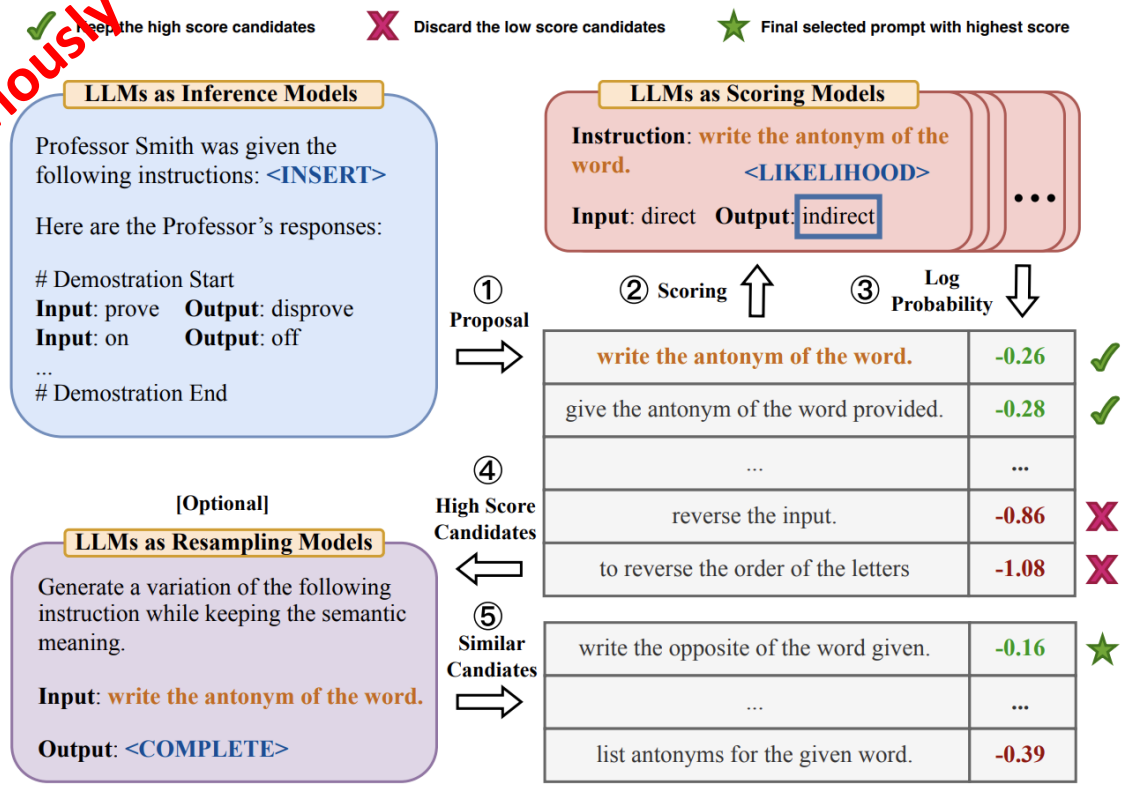 Keep the high score candidates
Discard the low score candidates
Final selected prompt with highest score
LLMs as Inference Models
Professor Smith was given the
following instructions: <INSERT>
Here are the Professor's responses:
# Demostration Start
Input: prove Output: disprove
Input: on Output: off
...
# Demostration End
LLMs as Scoring Models
Instruction: write the antonym of the
word. <LIKELIHOOD>
Input: direct Output: indirect
① Proposal
② Scoring
③ Log
Probability
write the antonym of the word. -0.26
give the antonym of the word provided. -0.28
... ...
reverse the input. -0.86
to reverse the order of the letters -1.08
④
High Score
Candidates
[Optional]
LLMs as Resampling Models
Generate a variation of the following
instruction while keeping the semantic
meaning.
Input: write the antonym of the word.
Output: <COMPLETE>
⑤
Similar
Candiates
write the opposite of the word given. -0.16
... ...
list antonyms for the given word. -0.39